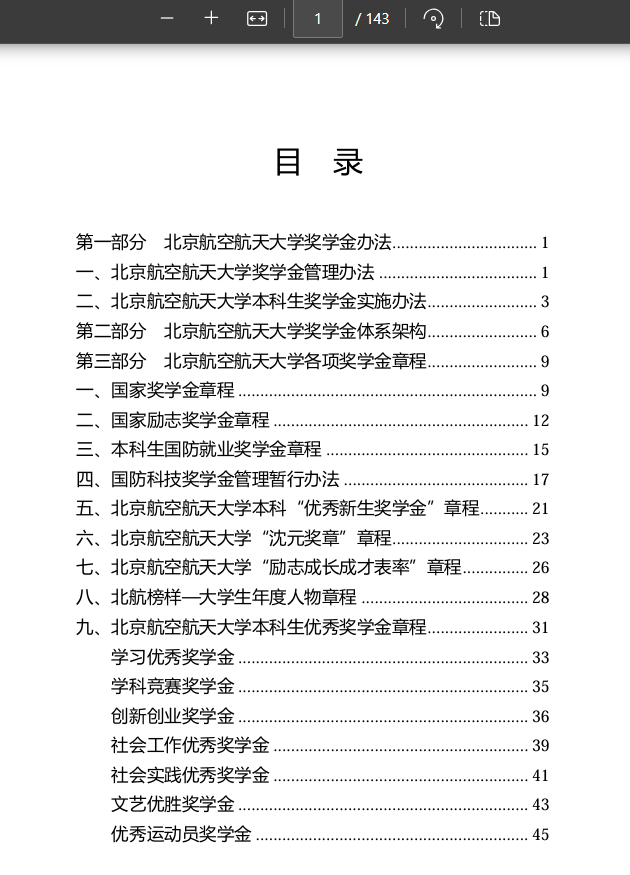 1 / 143
目 录
第一部分 北京航空航天大学奖学金办法................................ 1
一、北京航空航天大学奖学金管理办法 .................................... 1
二、北京航空航天大学本科生奖学金实施办法......................... 3
第二部分 北京航空航天大学奖学金体系架构......................... 6
第三部分 北京航空航天大学各项奖学金章程......................... 9
一、国家奖学金章程 .................................................................... 9
二、国家励志奖学金章程 .......................................................... 12
三、本科生国防就业奖学金章程 .............................................. 15
四、国防科技奖学金管理暂行办法 .......................................... 17
五、北京航空航天大学本科“优秀新生奖学金”章程........... 21
六、北京航空航天大学“沈元奖章”章程............................... 23
七、北京航空航天大学“励志成长成才表率”章程............... 26
八、北航榜样—大学生年度人物章程 ...................................... 28
九、北京航空航天大学本科生优秀奖学金章程....................... 31
学习优秀奖学金 .................................................................. 33
学科竞赛奖学金 .................................................................. 35
创新创业奖学金 .................................................................. 36
社会工作优秀奖学金 .......................................................... 39
社会实践优秀奖学金 .......................................................... 41
文艺优胜奖学金 .................................................................. 43
优秀运动员奖学金 .............................................................. 45